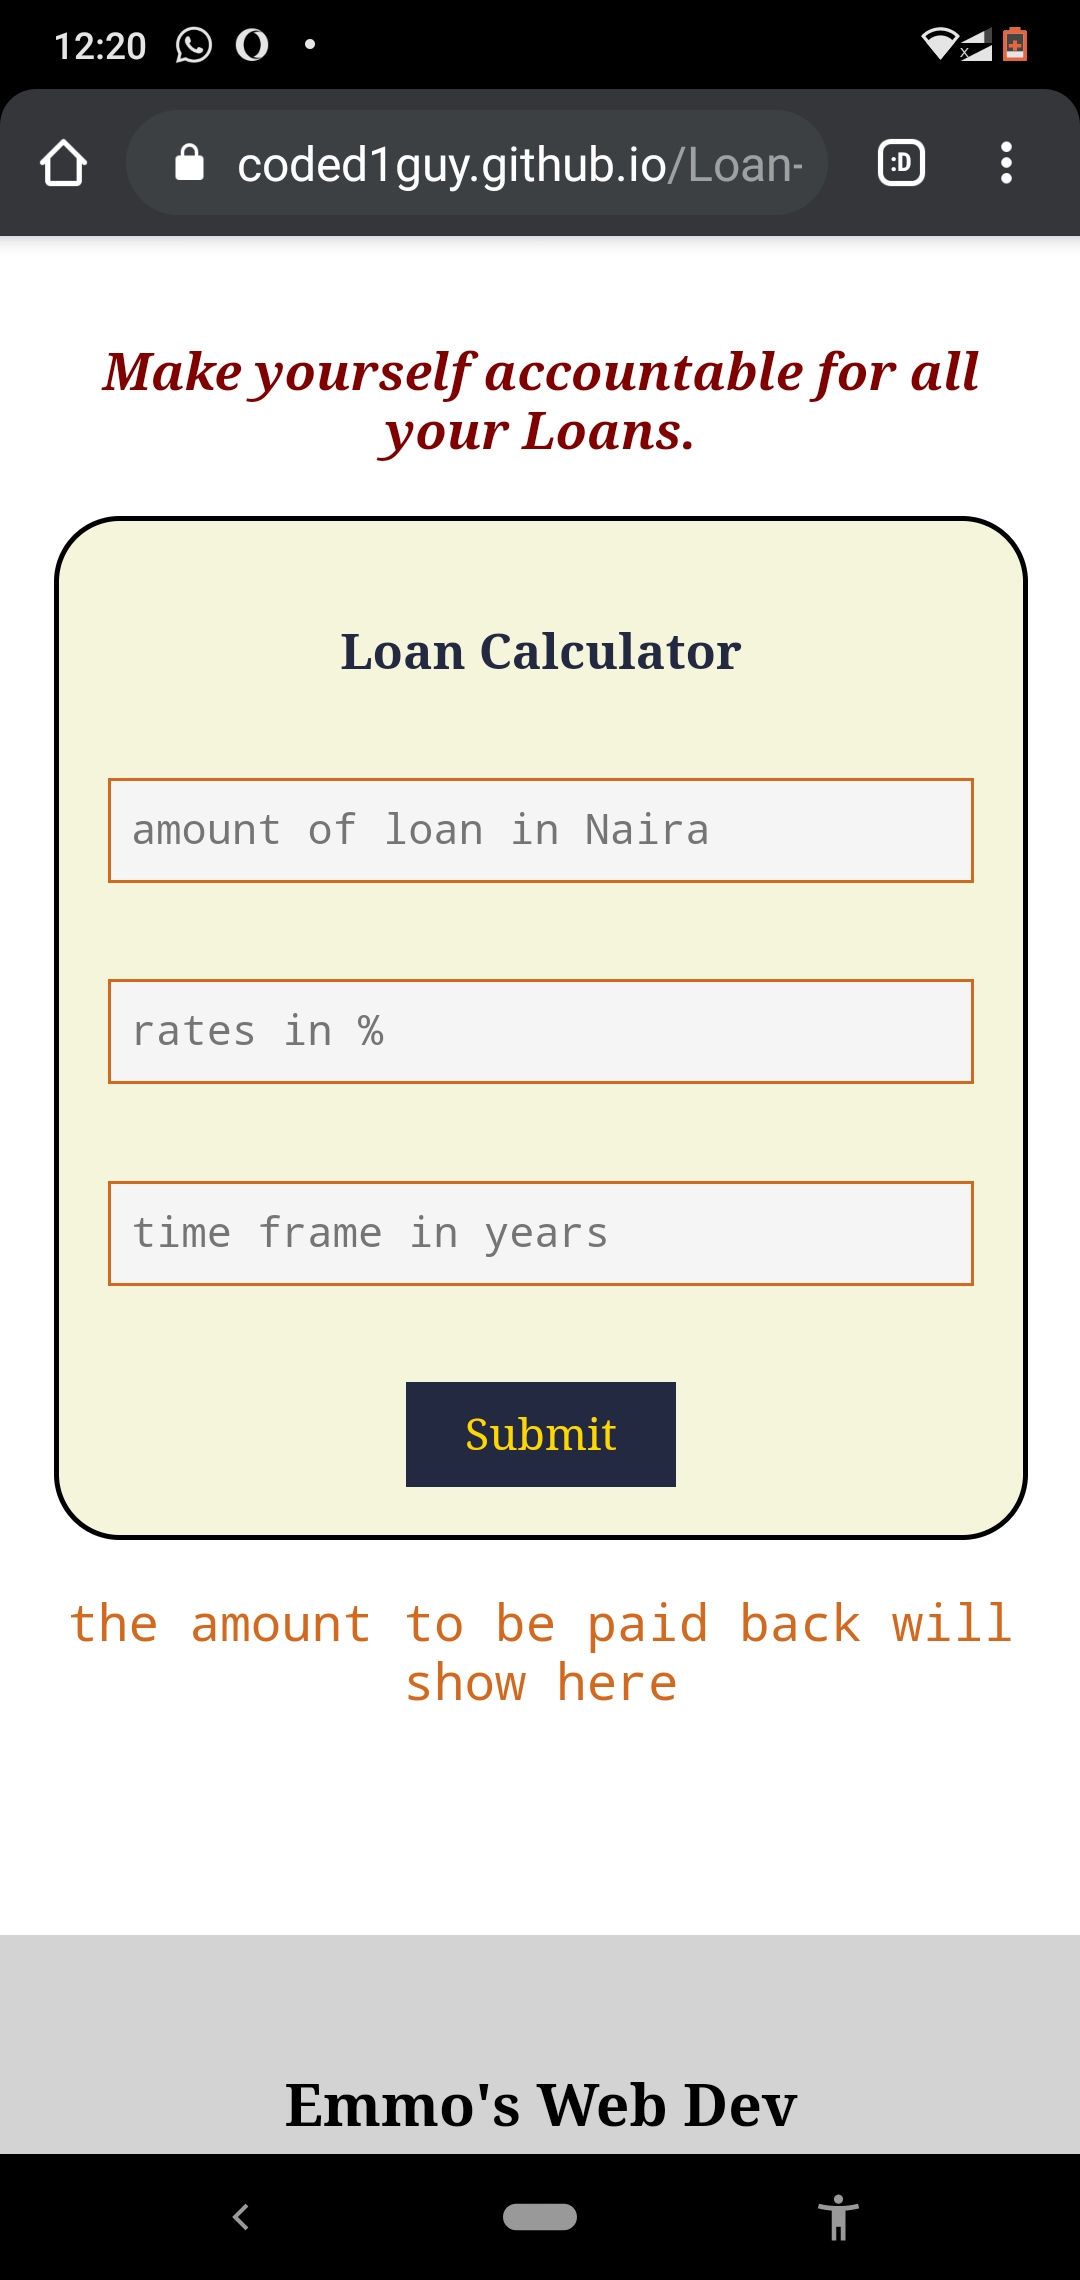 12:20
coded1guy.github.io/Loan-
:D
Make yourself accountable for all
your Loans.
Loan Calculator
amount of loan in Naira
rates in %
time frame in years
Submit
the amount to be paid back will
show here
Emmo's Web Dev